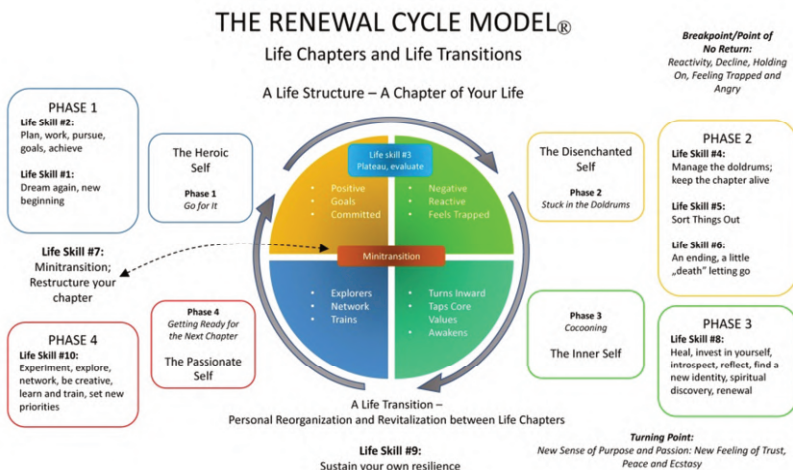 THE RENEWAL CYCLE MODEL®
Life Chapters and Life Transitions
A Life Structure – A Chapter of Your Life
Breakpoint/Point of
No Return:
Reactivity, Decline, Holding
On, Feeling Trapped and
Angry
PHASE 1
Life Skill #2:
Plan, work, pursue,
goals, achieve
Life Skill #1:
Dream again, new
beginning
The Heroic
Self
Phase 1
Go for It
Life skill #3
Plateau, evaluate
• Positive
• Goals
• Committed
• Negative
• Reactive
• Feels Trapped
The Disenchanted
Self
Phase 2
Stuck in the Doldrums
PHASE 2
Life Skill #4:
Manage the doldrums;
keep the chapter alive
Life Skill #5:
Sort Things Out
Life Skill #6:
An ending, a little
„death” letting go
Life Skill #7:
Minitransition;
Restructure your
chapter
Minitransition
PHASE 4
Life Skill #10:
Experiment, explore,
network, be creative,
learn and train, set new
priorities
Phase 4
Getting Ready for
the Next Chapter
The Passionate
Self
• Explorers
• Network
• Trains
• Turns Inward
• Taps Core
Values
• Awakens
Phase 3
Cocooning
The Inner Self
PHASE 3
Life Skill #8:
Heal, invest in yourself,
introspect, reflect, find a
new identity, spiritual
discovery, renewal
A Life Transition –
Personal Reorganization and Revitalization between Life Chapters
Life Skill #9:
Sustain your own resilience
Turning Point:
New Sense of Purpose and Passion: New Feeling of Trust,
Peace and Ecstasy